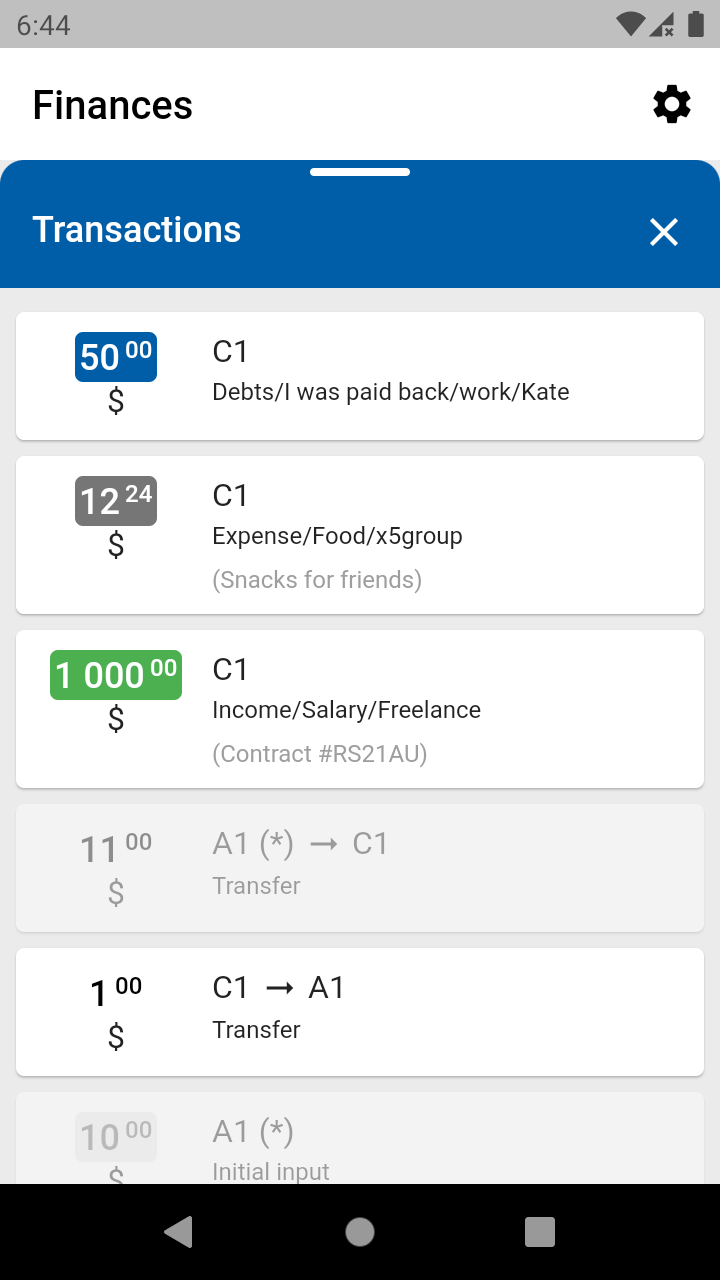 6:44
Finances
Transactions
50 00
$
C1
Debts/I was paid back/work/Kate
12 24
$
C1
Expense/Food/x5group
(Snacks for friends)
1 000 00
$
C1
Income/Salary/Freelance
(Contract #RS21AU)
11 00
$
A1 (*) → C1
Transfer
1 00
$
C1 → A1
Transfer
10 00
$
A1 (*)
Initial input